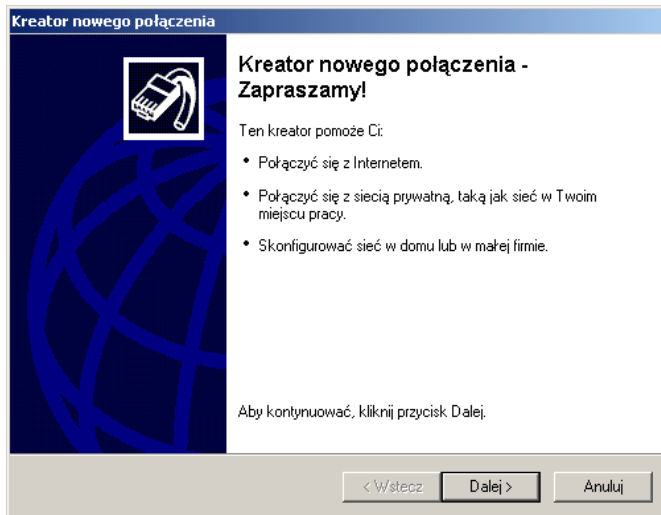 Kreator nowego połączenia
Kreator nowego połączenia -
Zapraszamy!
Ten kreator pomoże Ci:
• Połączyć się z Internetem.
• Połączyć się z siecią prywatną, taką jak sieć w Twoim
miejscu pracy.
• Skonfigurować sieć w domu lub w małej firmie.
Aby kontynuować, kliknij przycisk Dalej.
< Wstecz
Dalej >
Anuluj